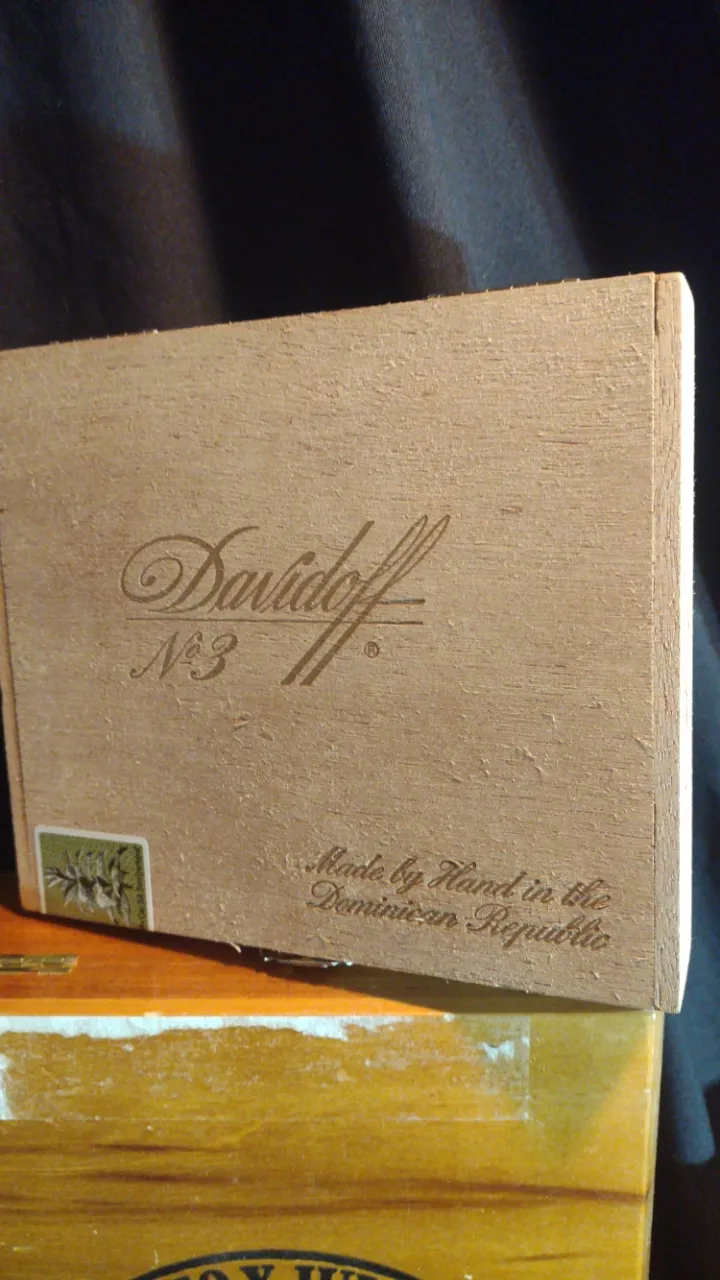 Davidoff
Nº3 ®
Made by Hand in the
Dominican Republic
Y